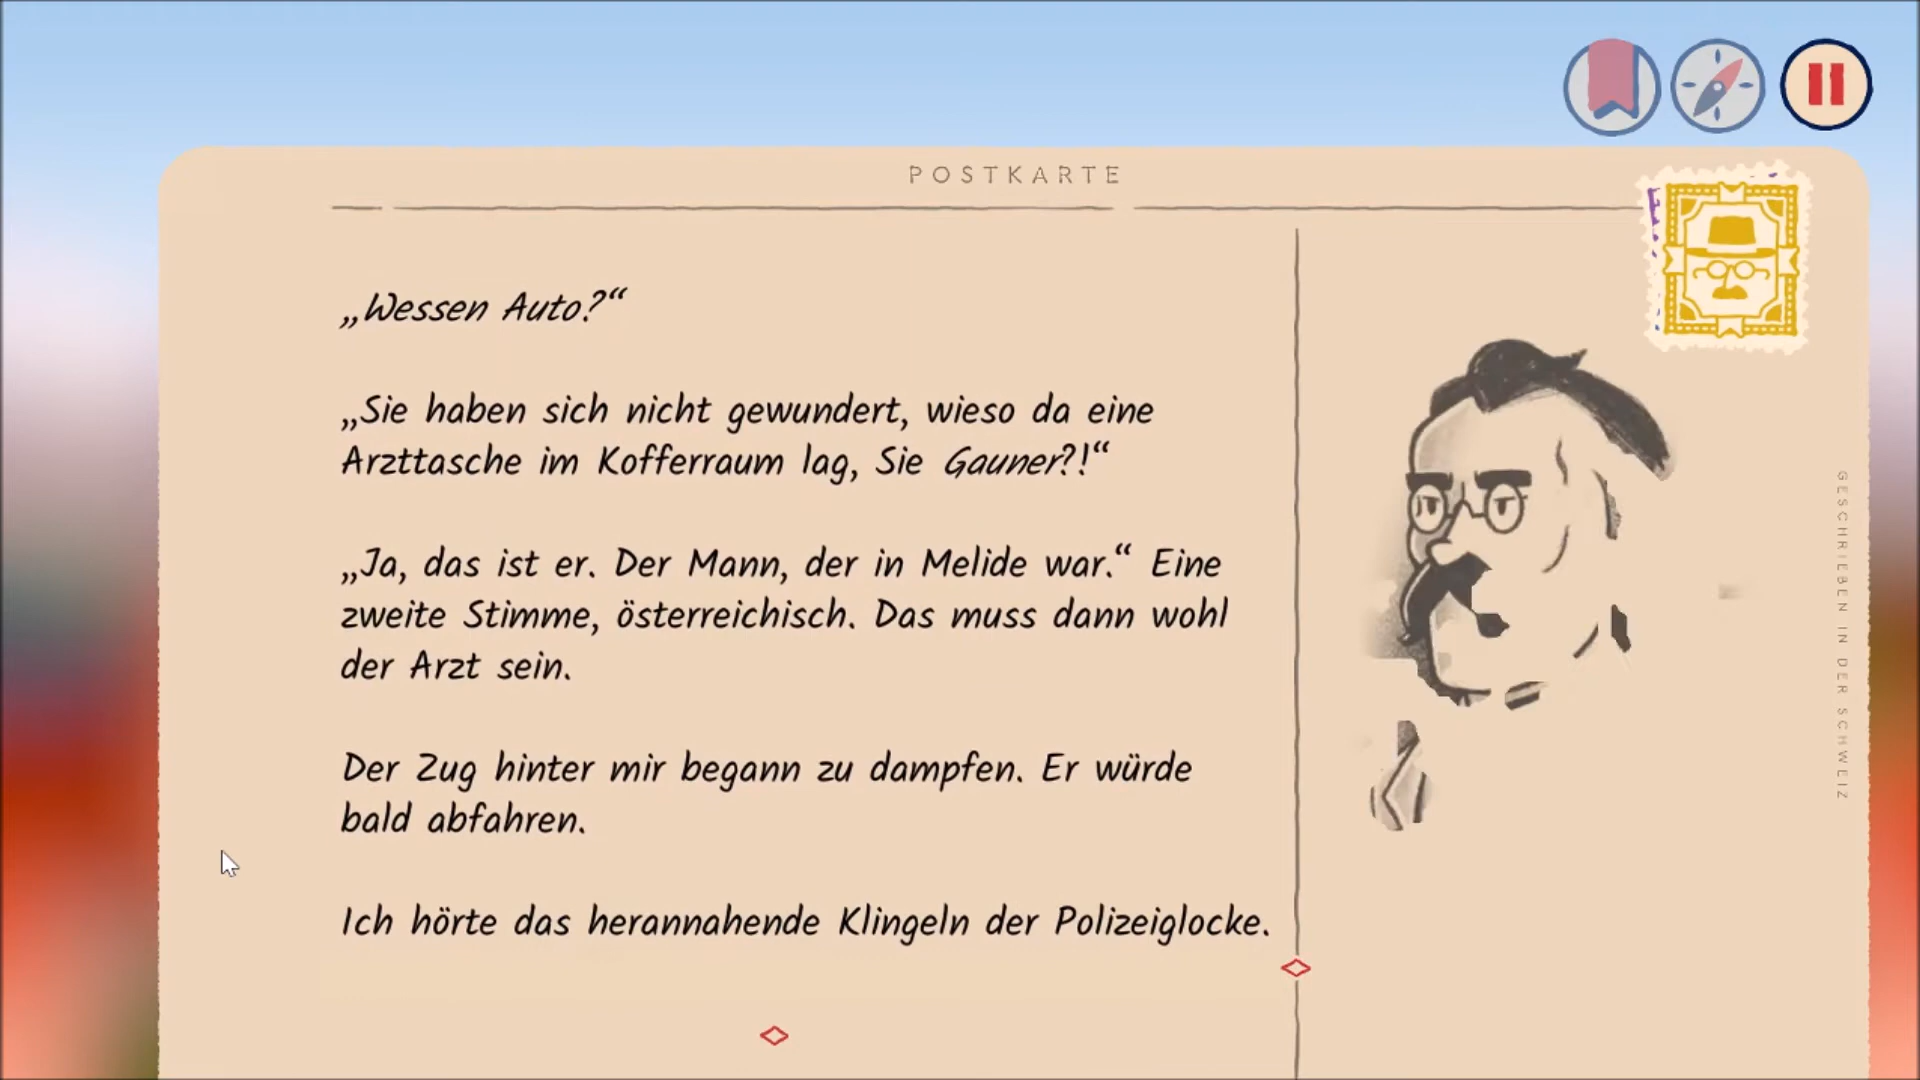 POSTKARTE
„Wessen Auto?“
„Sie haben sich nicht gewundert, wieso da eine
Arzttasche im Kofferraum lag, Sie Gauner?!“
„Ja, das ist er. Der Mann, der in Melide war.“ Eine
zweite Stimme, österreichisch. Das muss dann wohl
der Arzt sein.
Der Zug hinter mir begann zu dampfen. Er würde
bald abfahren.
Ich hörte das herannahende Klingeln der Polizeiglocke.
GESCHRIEBEN IN DER SCHWEIZ